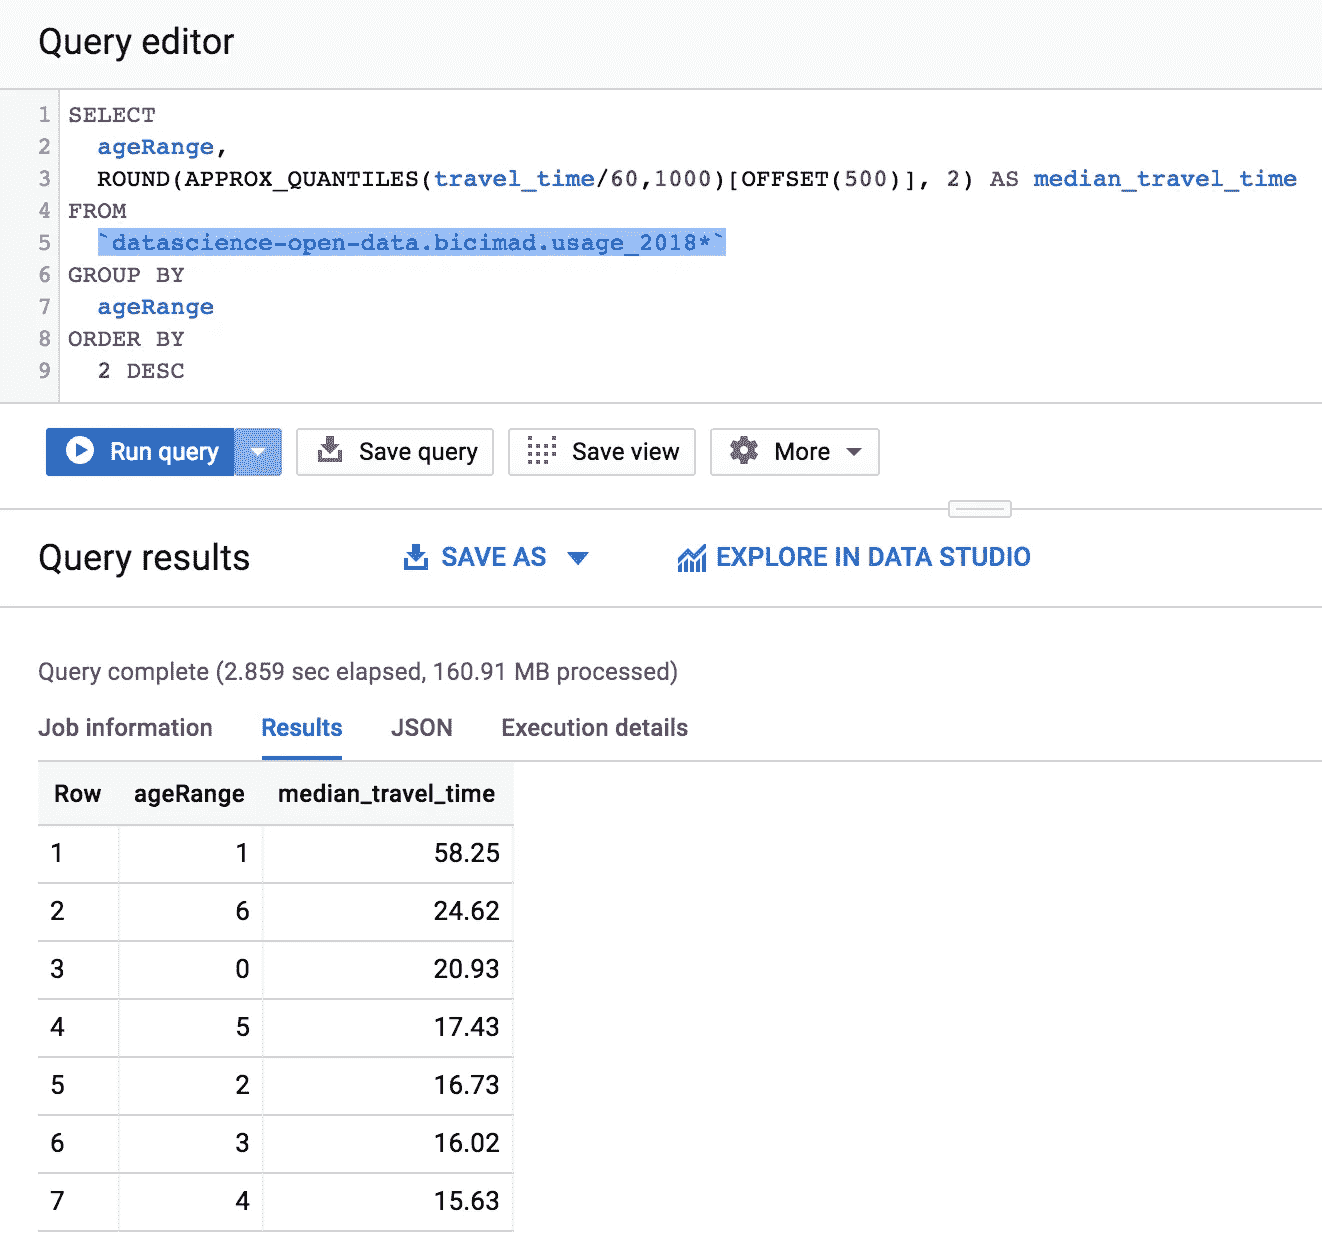 Query editor
1 SELECT
2 ageRange,
3 ROUND(APPROX_QUANTILES(travel_time/60,1000)[OFFSET(500)], 2) AS median_travel_time
4 FROM
5 `datascience-open-data.bicimad.usage_2018*`
6 GROUP BY
7 ageRange
8 ORDER BY
9 2 DESC
Run query Save query Save view More
Query results SAVE AS EXPLORE IN DATA STUDIO
Query complete (2.859 sec elapsed, 160.91 MB processed)
Job information Results JSON Execution details
Row ageRange median_travel_time
1 1 58.25
2 6 24.62
3 0 20.93
4 5 17.43
5 2 16.73
6 3 16.02
7 4 15.63